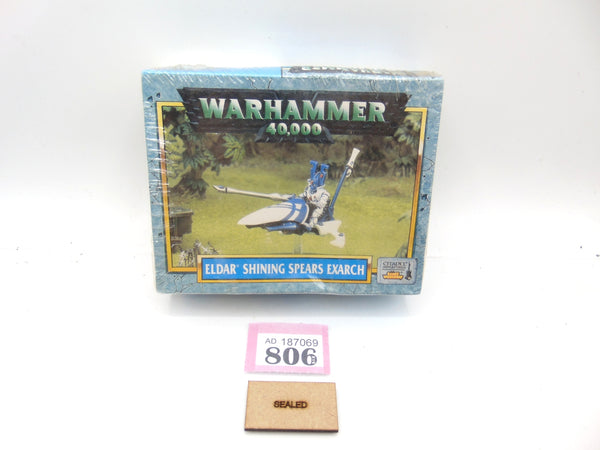 WARHAMMER
40,000
ELDAR SHINING SPEARS EXARCH
CITADEL
AD 187069
806
SEALED